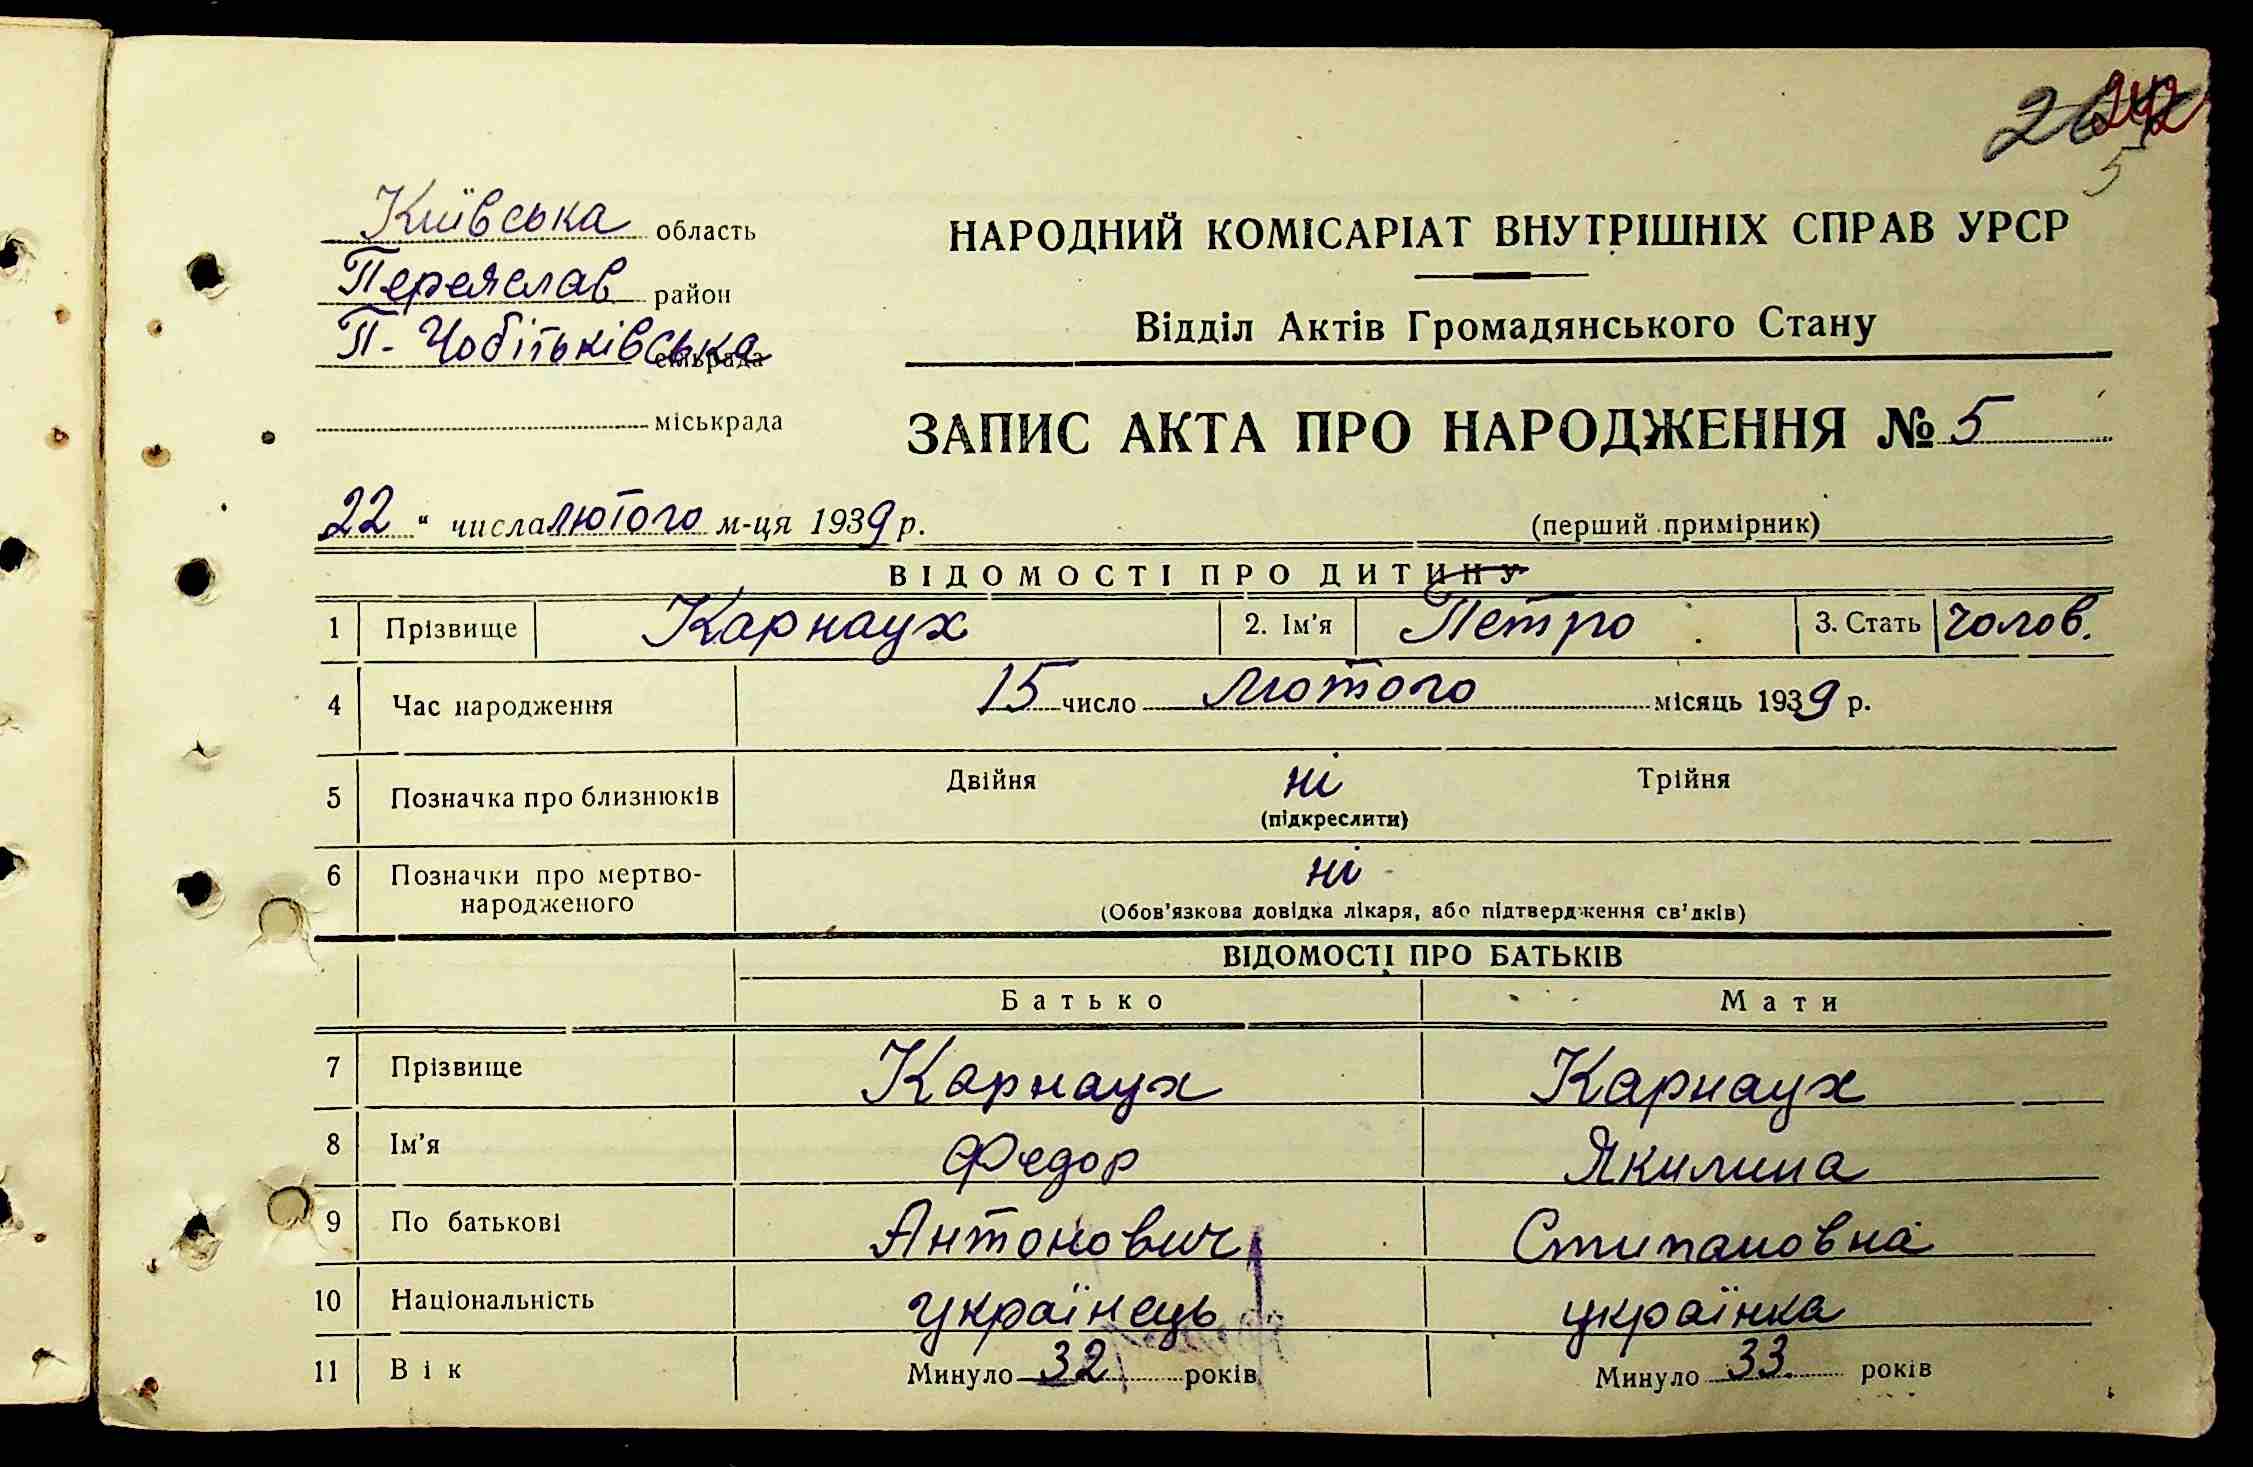 242
5
Київська область
Переяслав район
П-Чобітьківська сільрада
міськрада
НАРОДНИЙ КОМІСАРІАТ ВНУТРІШНІХ СПРАВ УРСР
Відділ Актів Громадянського Стану
ЗАПИС АКТА ПРО НАРОДЖЕННЯ № 5
22 " числа лютого м-ця 1939 р.
(перший примірник)
ВІДОМОСТІ ПРО ДИТИНУ
1 Прізвище Карнаух 2. Ім'я Петро 3. Стать чолов.
4 Час народження 15 число Лютого місяць 1939 р.
5 Позначка про близнюків Двійня ні Трійня
(підкреслити)
6 Позначки про мертво-
народженого ні
(Обов'язкова довідка лікаря, або підтвердження св'дків)
ВІДОМОСТІ ПРО БАТЬКІВ
Батько Мати
7 Прізвище Карнаух Карнаух
8 Ім'я Федор Якилина
9 По батькові Антонович Стипановна
10 Національність українець українка
11 Вік Минуло 32 років Минуло 33 років